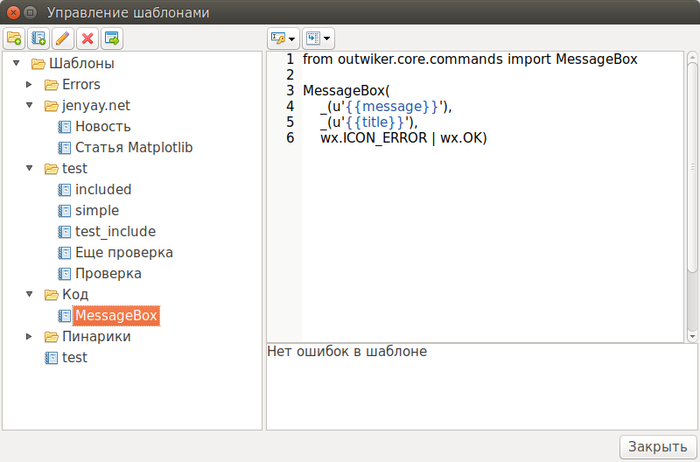 Управление шаблонами
Шаблоны
Errors
jenyay.net
Новость
Статья Matplotlib
test
included
simple
test_include
Еще проверка
Проверка
Код
MessageBox
Пинарики
test
1 from outwiker.core.commands import MessageBox
2
3 MessageBox(
4     _(u'{{message}}'),
5     _(u'{{title}}'),
6     wx.ICON_ERROR | wx.OK)
Нет ошибок в шаблоне
Закрыть